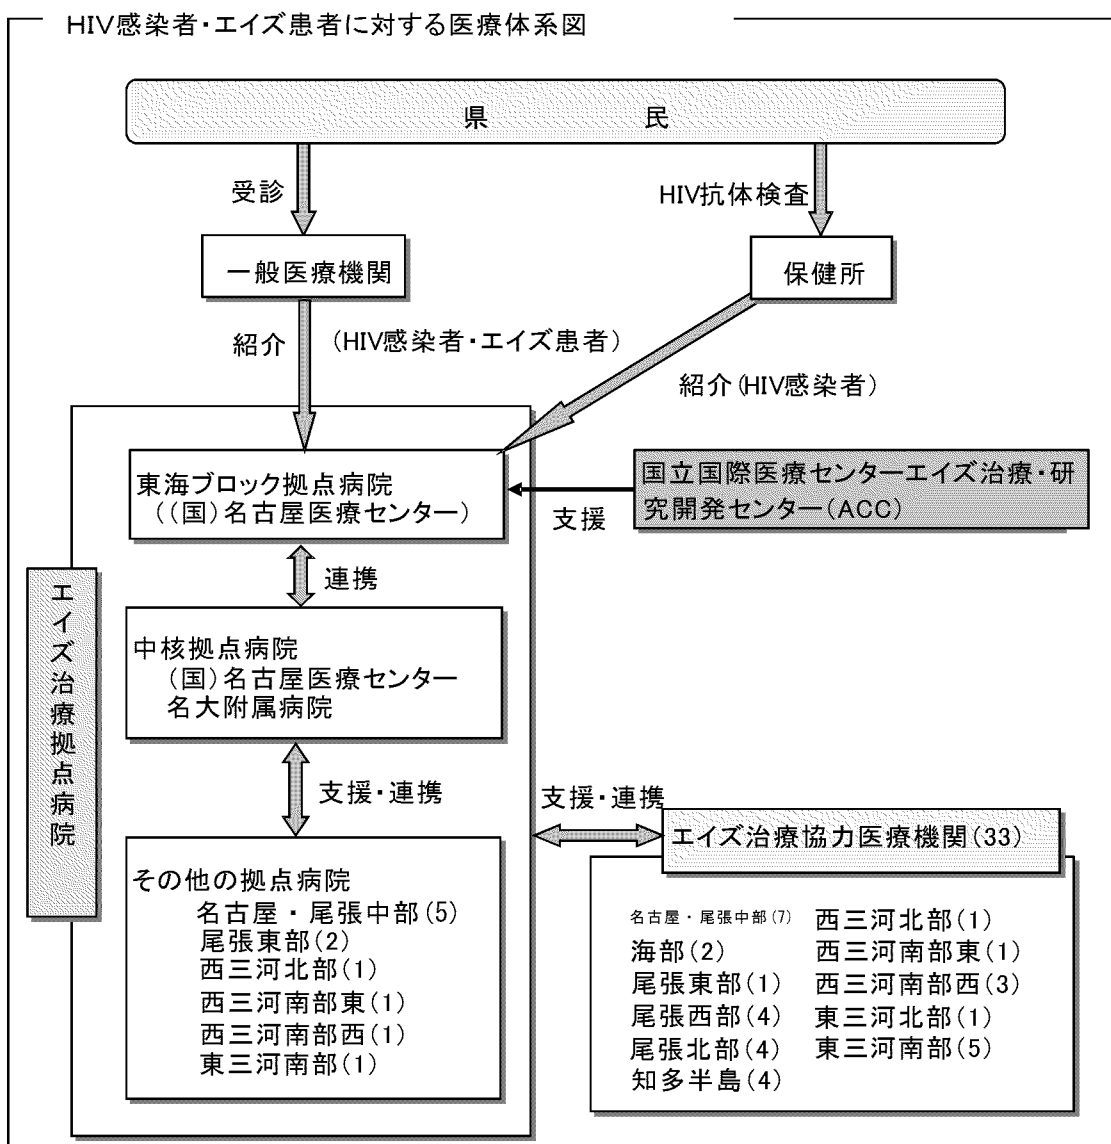 HIV感染者・エイズ患者に対する医療体系図
県　民
受診
HIV抗体検査
一般医療機関
保健所
紹介
(HIV感染者・エイズ患者)
紹介(HIV感染者)
東海ブロック拠点病院
((国)名古屋医療センター)
国立国際医療センターエイズ治療・研
究開発センター(ACC)
支援
連携
エイズ治療拠点病院
中核拠点病院
(国)名古屋医療センター
名大附属病院
支援・連携
支援・連携
エイズ治療協力医療機関(33)
その他の拠点病院
名古屋・尾張中部(5)
尾張東部(2)
西三河北部(1)
西三河南部東(1)
西三河南部西(1)
東三河南部(1)
名古屋・尾張中部(7)
海部(2)
尾張東部(1)
尾張西部(4)
尾張北部(4)
知多半島(4)
西三河北部(1)
西三河南部東(1)
西三河南部西(3)
東三河北部(1)
東三河南部(5)